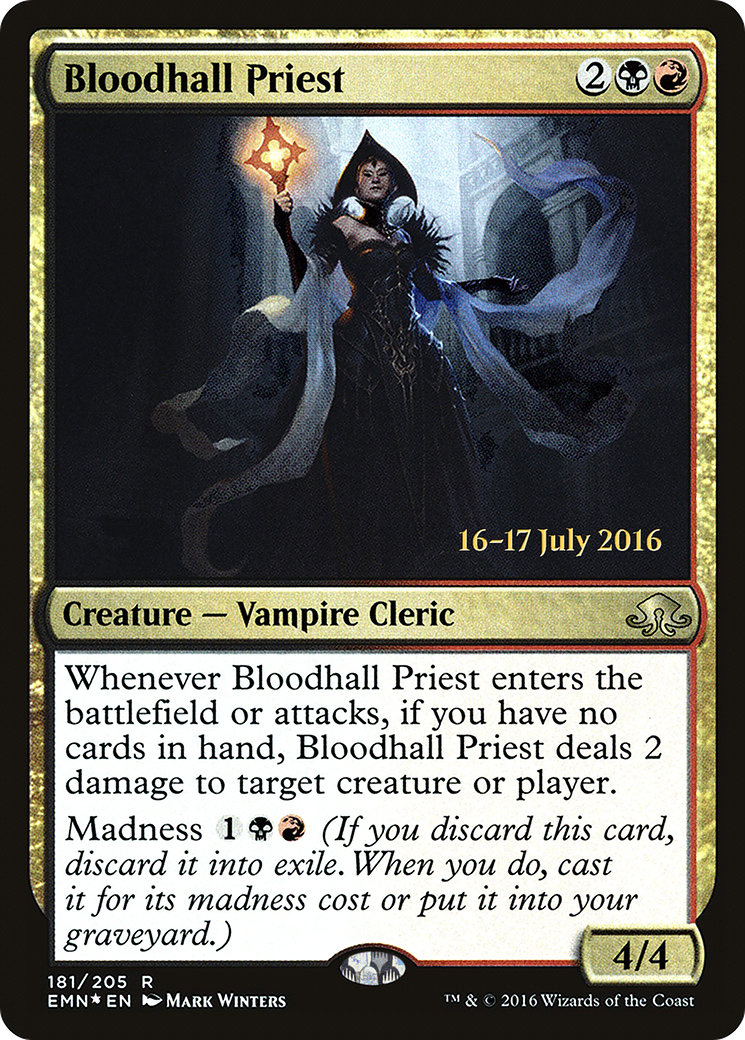 Bloodhall Priest 2
16–17 July 2016
Creature — Vampire Cleric
Whenever Bloodhall Priest enters the
battlefield or attacks, if you have no
cards in hand, Bloodhall Priest deals 2
damage to target creature or player.
Madness 1 (If you discard this card,
discard it into exile. When you do, cast
it for its madness cost or put it into your
graveyard.)
4/4
181/205 R
EMN★EN Mark Winters
™ & © 2016 Wizards of the Coast